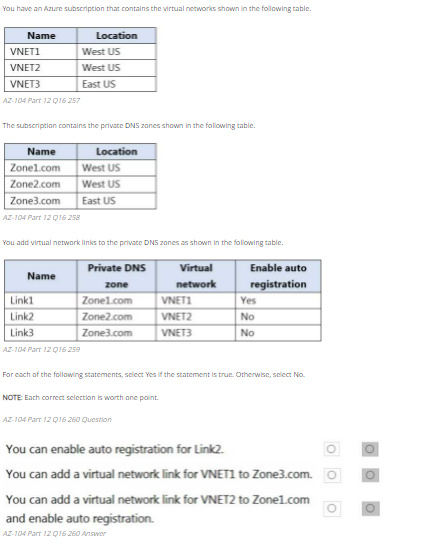 You have an Azure subscription that contains the virtual networks shown in the following table.
Name Location
VNET1 West US
VNET2 West US
VNET3 East US
AZ-104 Part 12 Q16 257
The subscription contains the private DNS zones shown in the following table.
Name Location
Zone1.com West US
Zone2.com West US
Zone3.com East US
AZ-104 Part 12 Q16 258
You add virtual network links to the private DNS zones as shown in the following table.
Name Private DNS zone Virtual network Enable auto registration
Link1 Zone1.com VNET1 Yes
Link2 Zone2.com VNET2 No
Link3 Zone3.com VNET3 No
AZ-104 Part 12 Q16 259
For each of the following statements, select Yes if the statement is true. Otherwise, select No.
NOTE: Each correct selection is worth one point.
AZ-104 Part 12 Q16 260 Question
You can enable auto registration for Link2.
You can add a virtual network link for VNET1 to Zone3.com.
You can add a virtual network link for VNET2 to Zone1.com
and enable auto registration.
AZ-104 Part 12 Q16 260 Answer